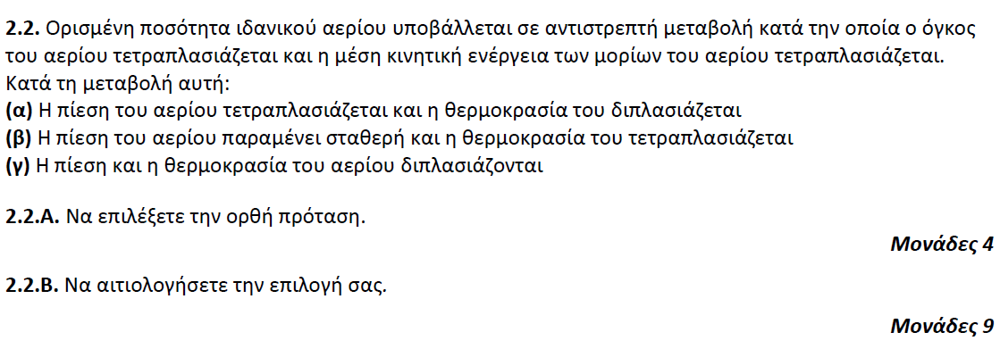 2.2. Ορισμένη ποσότητα ιδανικού αερίου υποβάλλεται σε αντιστρεπτή μεταβολή κατά την οποία ο όγκος
του αερίου τετραπλασιάζεται και η μέση κινητική ενέργεια των μορίων του αερίου τετραπλασιάζεται.
Κατά τη μεταβολή αυτή:
(α) Η πίεση του αερίου τετραπλασιάζεται και η θερμοκρασία του διπλασιάζεται
(β) Η πίεση του αερίου παραμένει σταθερή και η θερμοκρασία του τετραπλασιάζεται
(γ) Η πίεση και η θερμοκρασία του αερίου διπλασιάζονται
2.2.Α. Να επιλέξετε την ορθή πρόταση.
Μονάδες 4
2.2.Β. Να αιτιολογήσετε την επιλογή σας.
Μονάδες 9